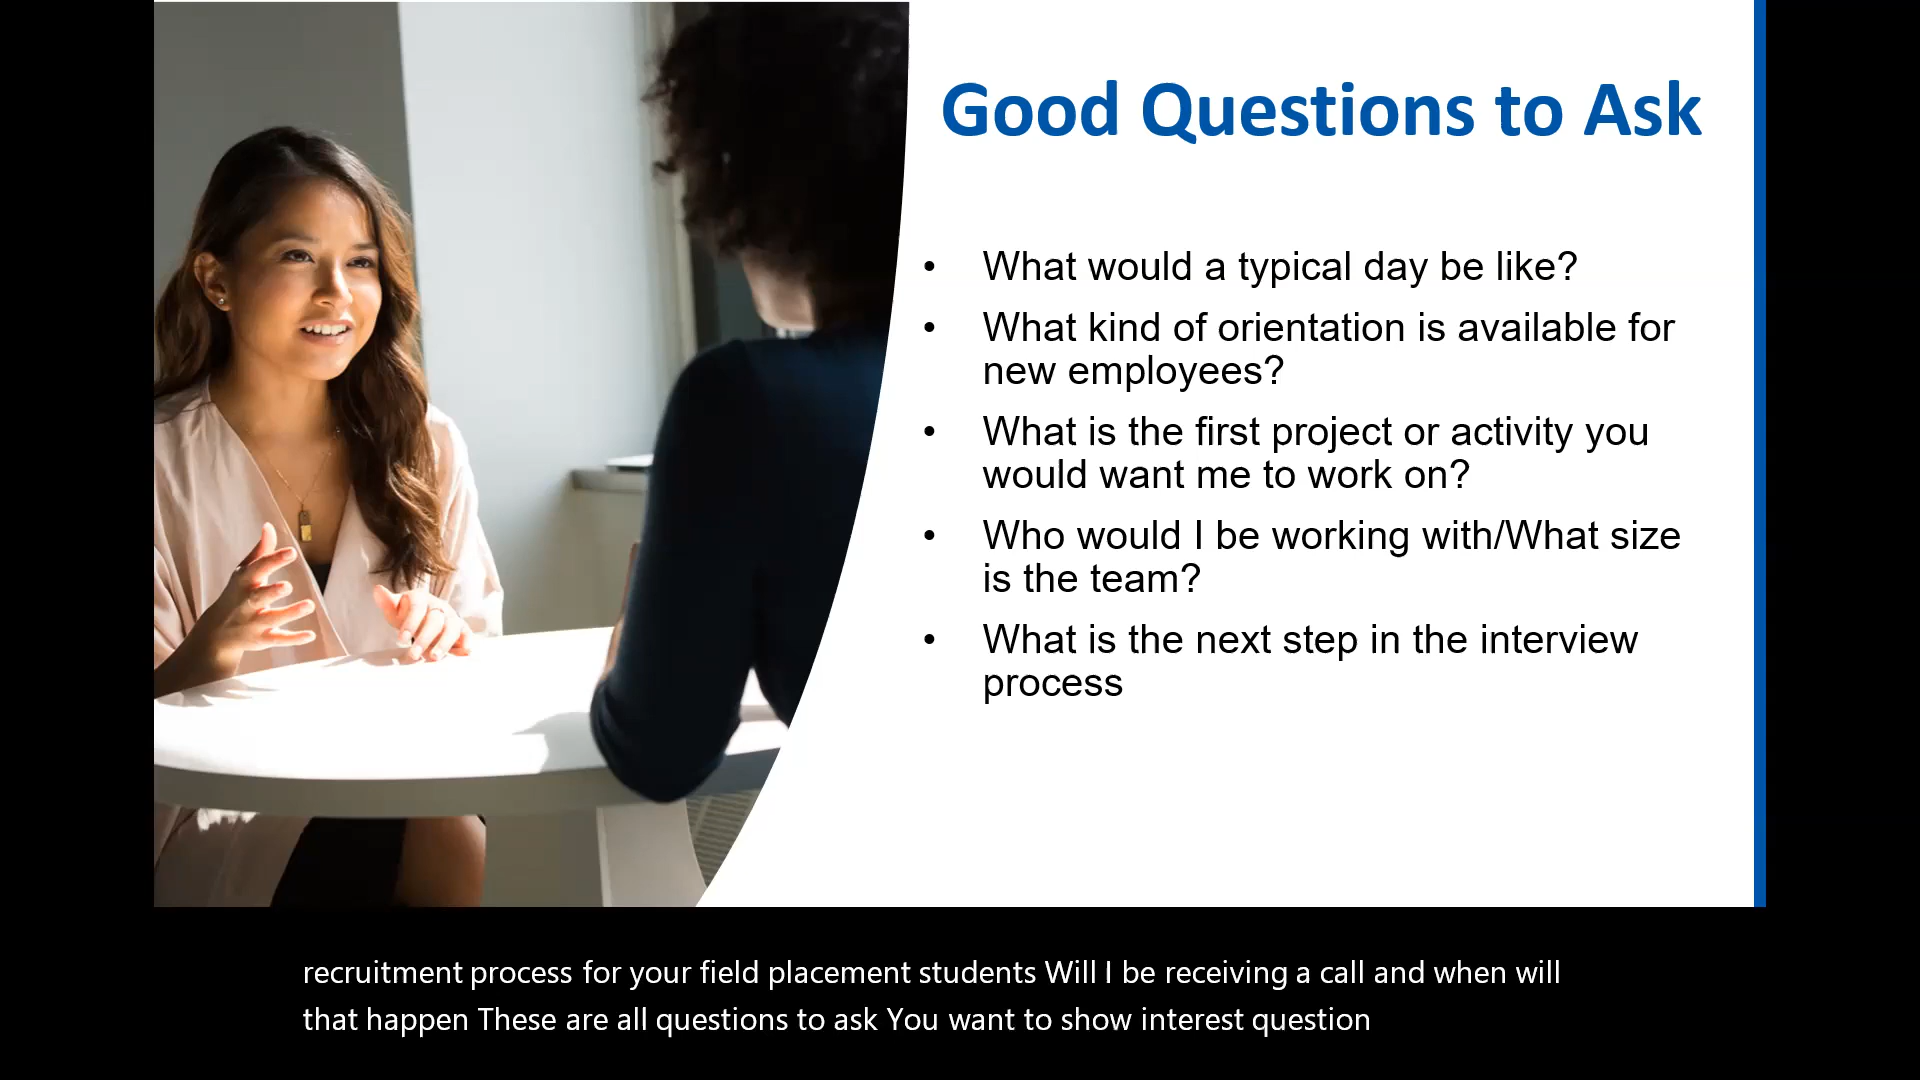 Good Questions to Ask
• What would a typical day be like?
• What kind of orientation is available for
new employees?
• What is the first project or activity you
would want me to work on?
• Who would I be working with/What size
is the team?
• What is the next step in the interview
process
recruitment process for your field placement students Will I be receiving a call and when will
that happen These are all questions to ask You want to show interest question